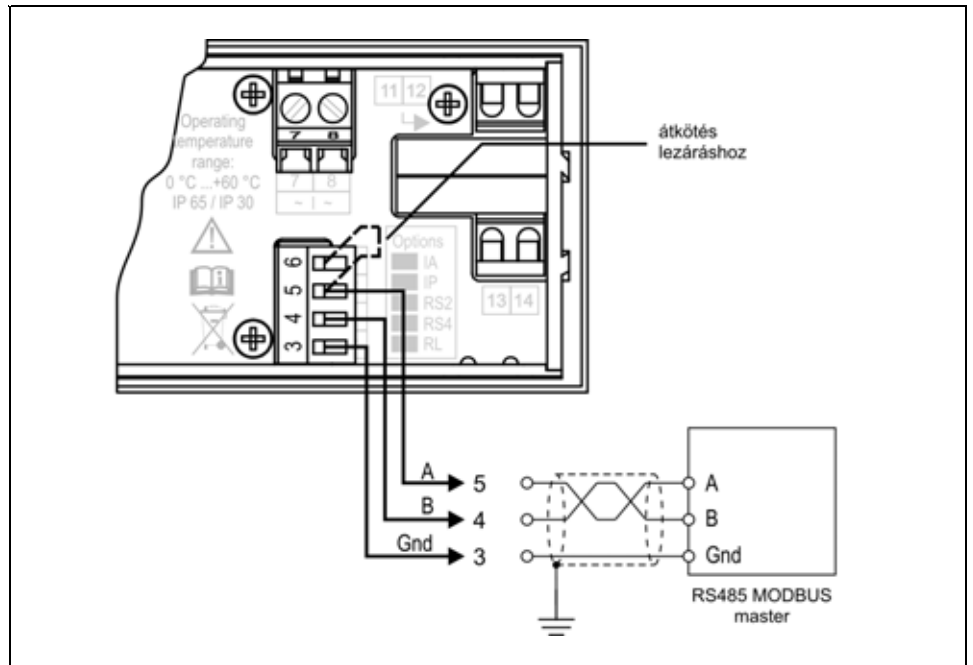 11 12
Operating
temperature
range:
0 °C ...+60 °C
IP 65 / IP 30
7 8
7 8
~ | ~
átkötés
lezáráshoz
6
5
4
3
Options
IA
IP
RS2
RS4
RL
13 14
A 5
B 4
Gnd 3
A
B
Gnd
RS485 MODBUS
master